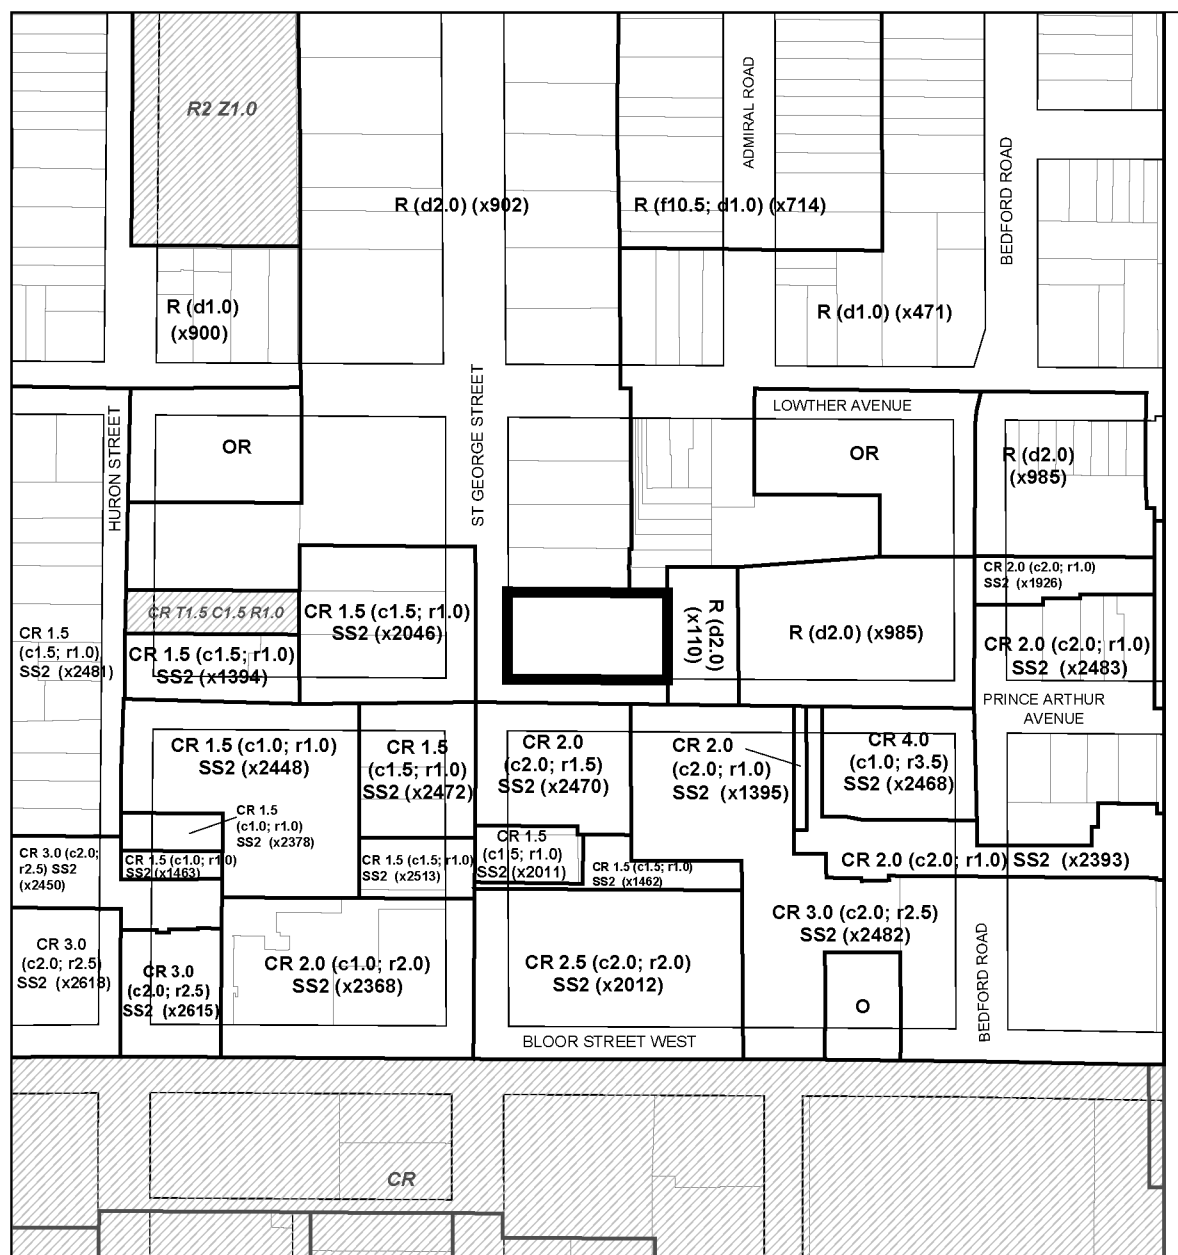 R2 Z1.0
ADMIRAL ROAD
BEDFORD ROAD
R (d2.0) (x902)
R (f10.5; d1.0) (x714)
R (d1.0)
(x900)
R (d1.0) (x471)
HURON STREET
ST GEORGE STREET
LOWTHER AVENUE
OR
OR
R (d2.0)
(x985)
CR 2.0 (c2.0; r1.0)
SS2 (x1926)
CR T1.5 C1.5 R1.0
CR 1.5 (c1.5; r1.0)
SS2 (x2046)
R (d2.0)
(x110)
R (d2.0) (x985)
CR 1.5
(c1.5; r1.0)
SS2 (x2481)
CR 1.5 (c1.5; r1.0)
SS2 (x1394)
CR 2.0 (c2.0; r1.0)
SS2 (x2483)
PRINCE ARTHUR
AVENUE
CR 1.5 (c1.0; r1.0)
SS2 (x2448)
CR 1.5
(c1.5; r1.0)
SS2 (x2472)
CR 2.0
(c2.0; r1.5)
SS2 (x2470)
CR 2.0
(c2.0; r1.0)
SS2 (x1395)
CR 4.0
(c1.0; r3.5)
SS2 (x2468)
CR 1.5
(c1.0; r1.0)
SS2 (x2378)
CR 3.0 (c2.0;
r2.5) SS2
(x2450)
CR 1.5 (c1.0; r1.0)
SS2 (x1463)
CR 1.5 (c1.5; r1.0)
SS2 (x2513)
CR 1.5
(c1.5; r1.0)
SS2 (x2011)
CR 1.5 (c1.5; r1.0)
SS2 (x1462)
CR 2.0 (c2.0; r1.0) SS2 (x2393)
CR 3.0 (c2.0; r2.5)
SS2 (x2482)
CR 3.0
(c2.0; r2.5)
SS2 (x2618)
CR 3.0
(c2.0; r2.5)
SS2 (x2615)
CR 2.0 (c1.0; r2.0)
SS2 (x2368)
CR 2.5 (c2.0; r2.0)
SS2 (x2012)
O
BEDFORD ROAD
BLOOR STREET WEST
CR